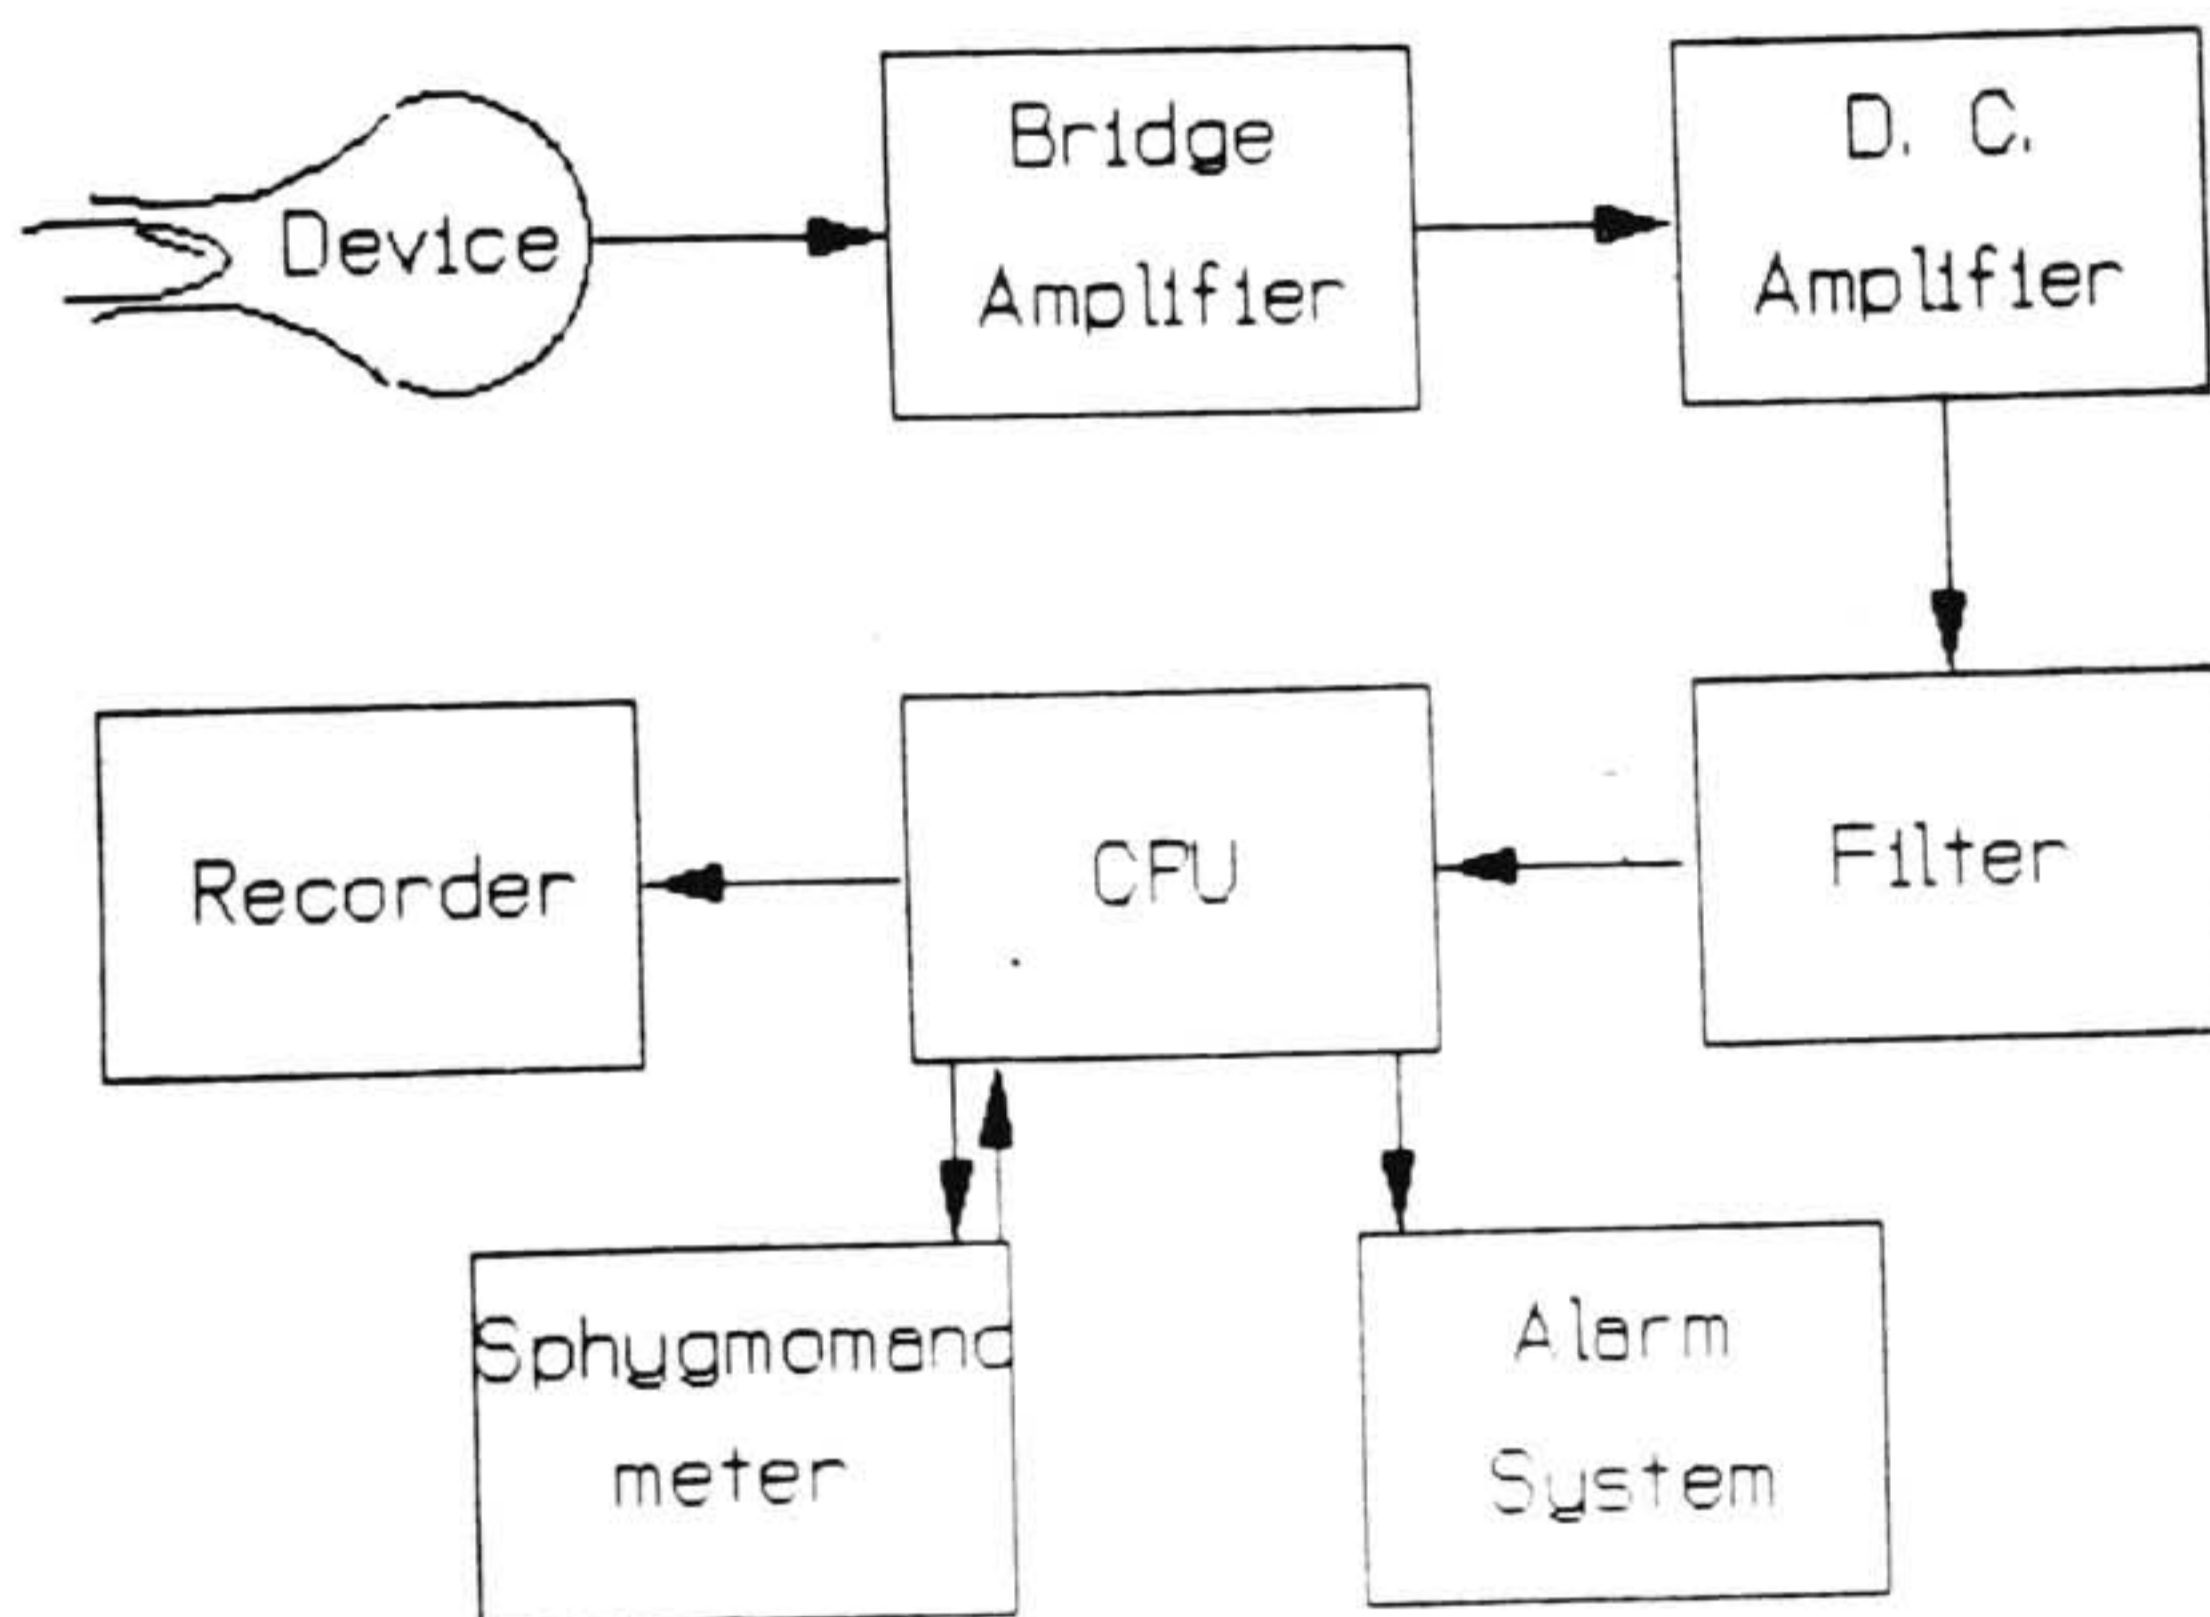 Device
Bridge
Amplifier
D. C.
Amplifier
Recorder
CPU
Filter
Sphygmomano
meter
Alarm
System